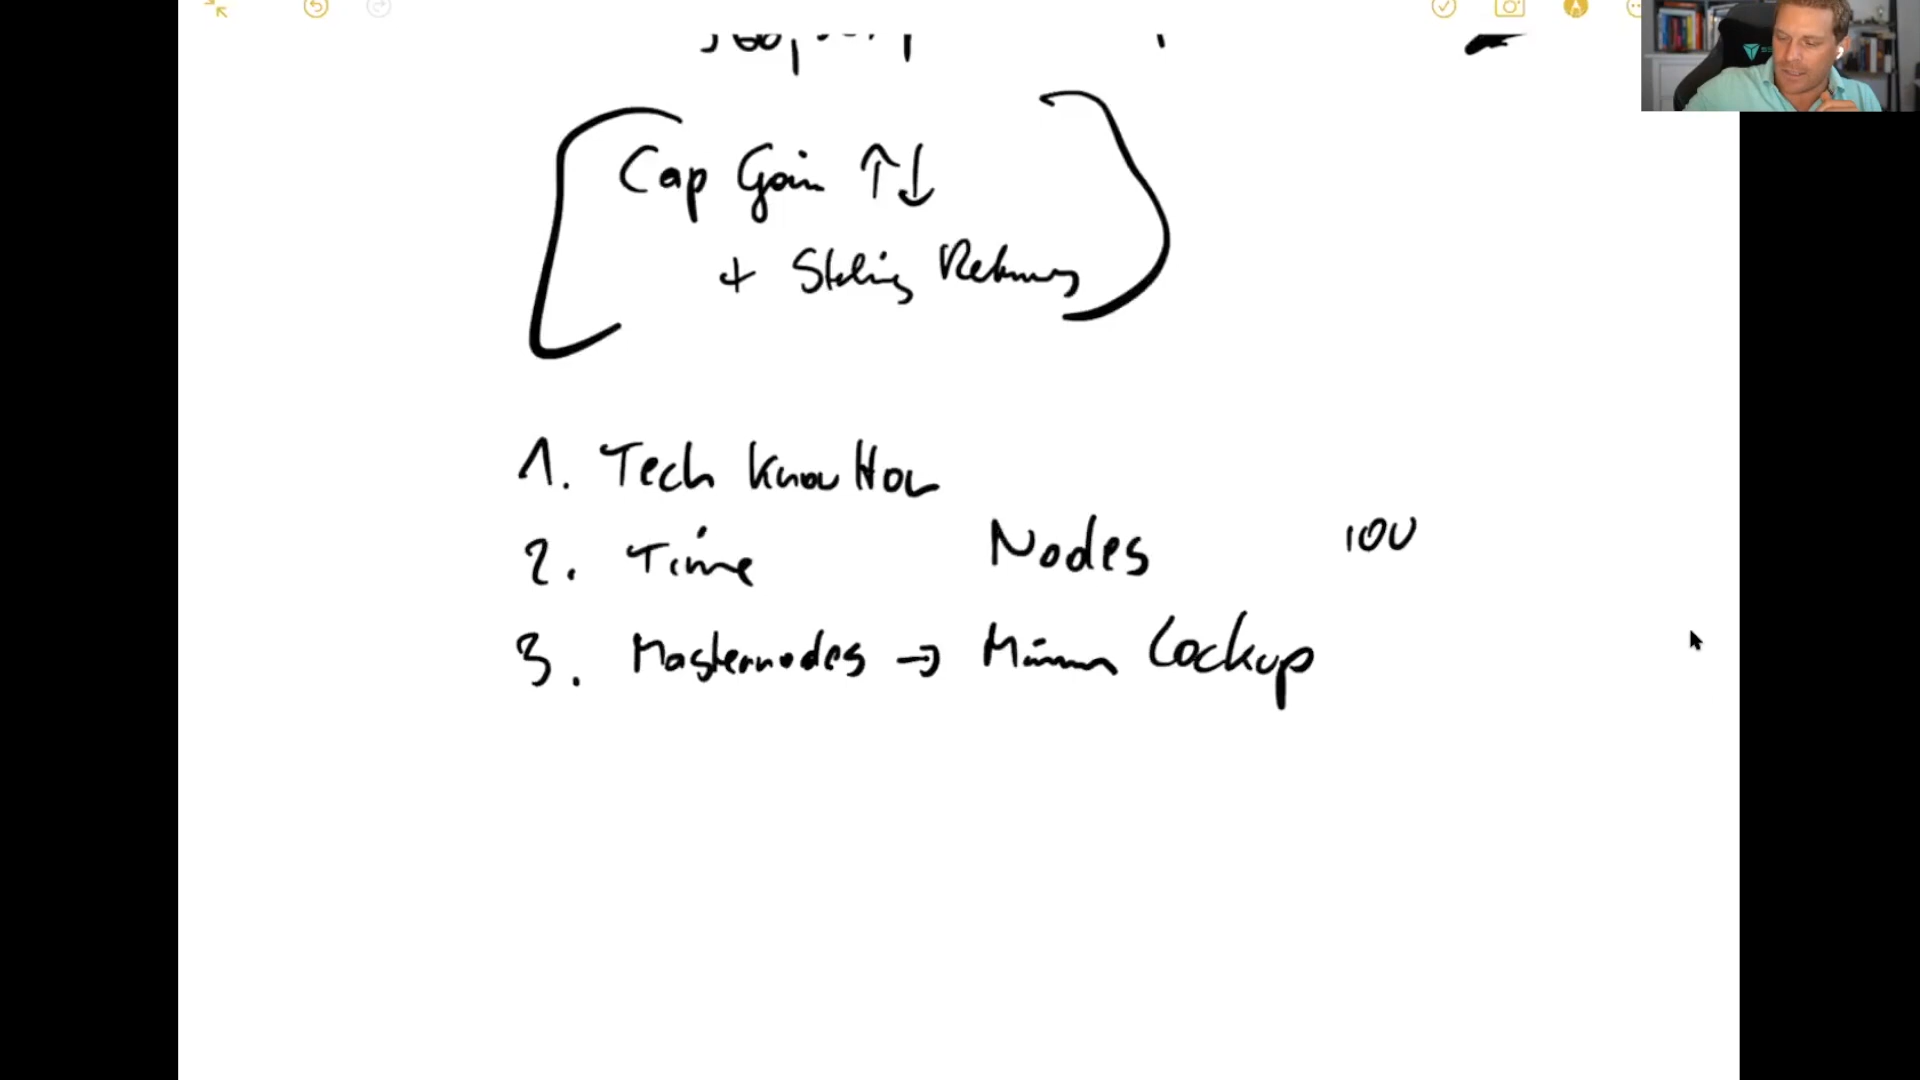 Cap Gain ↑↓
+ Staking Returns
1. Tech Know How
2. Time Nodes 100
3. Masternodes → Minimum Lockup